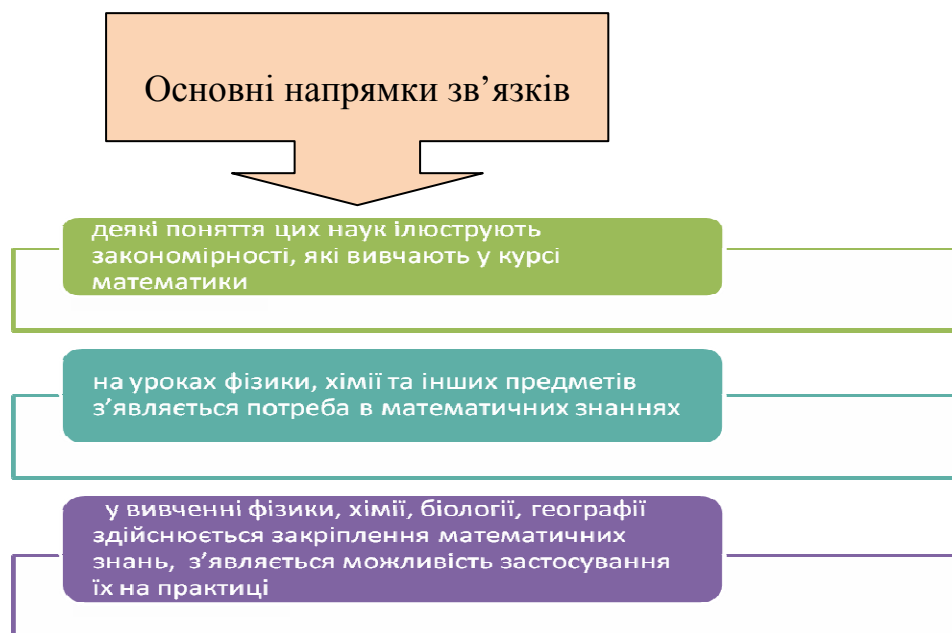 Основні напрямки зв’язків
деякі поняття цих наук ілюструють
закономірності, які вивчають у курсі
математики
на уроках фізики, хімії та інших предметів
з’являється потреба в математичних знаннях
у вивченні фізики, хімії, біології, географії
здійснюється закріплення математичних
знань, з’являється можливість застосування
їх на практиці